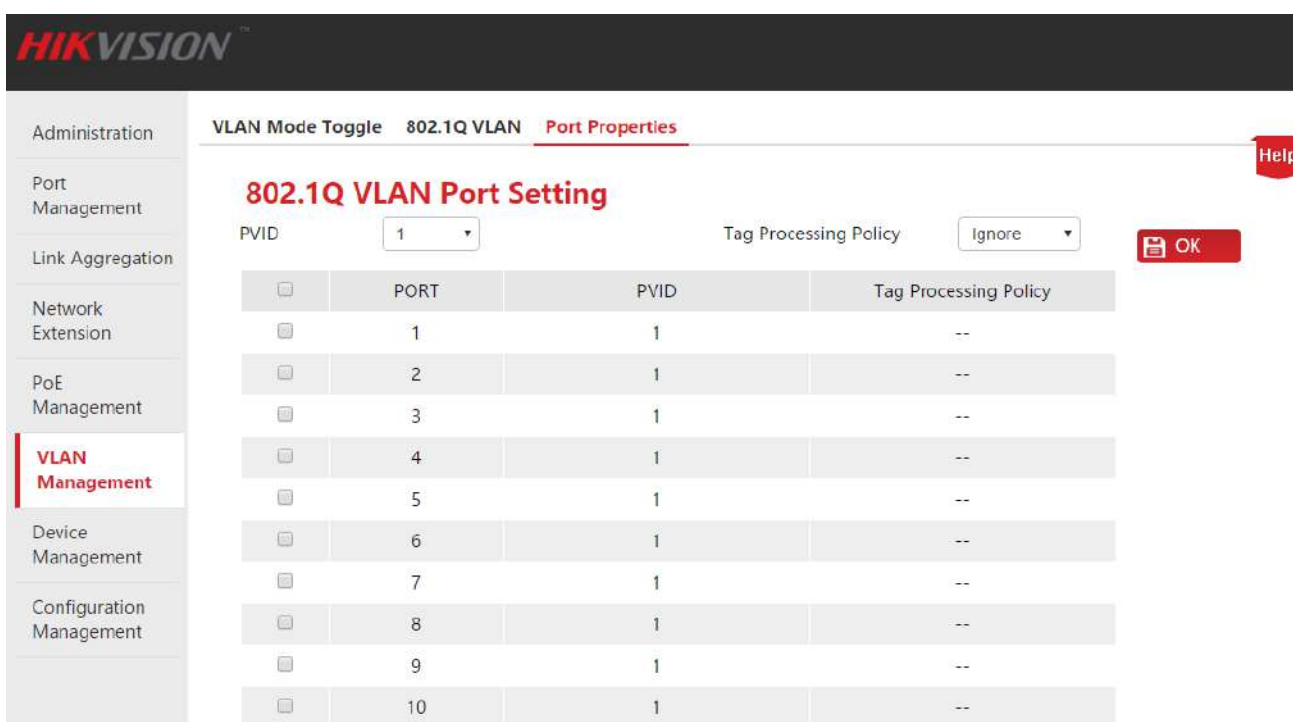 HIKVISION™
Administration
Port
Management
Link Aggregation
Network
Extension
PoE
Management
VLAN
Management
Device
Management
Configuration
Management
VLAN Mode Toggle 802.1Q VLAN Port Properties
Help
802.1Q VLAN Port Setting
PVID 1 Tag Processing Policy Ignore OK
PORT PVID Tag Processing Policy
1 1 --
2 1 --
3 1 --
4 1 --
5 1 --
6 1 --
7 1 --
8 1 --
9 1 --
10 1 --